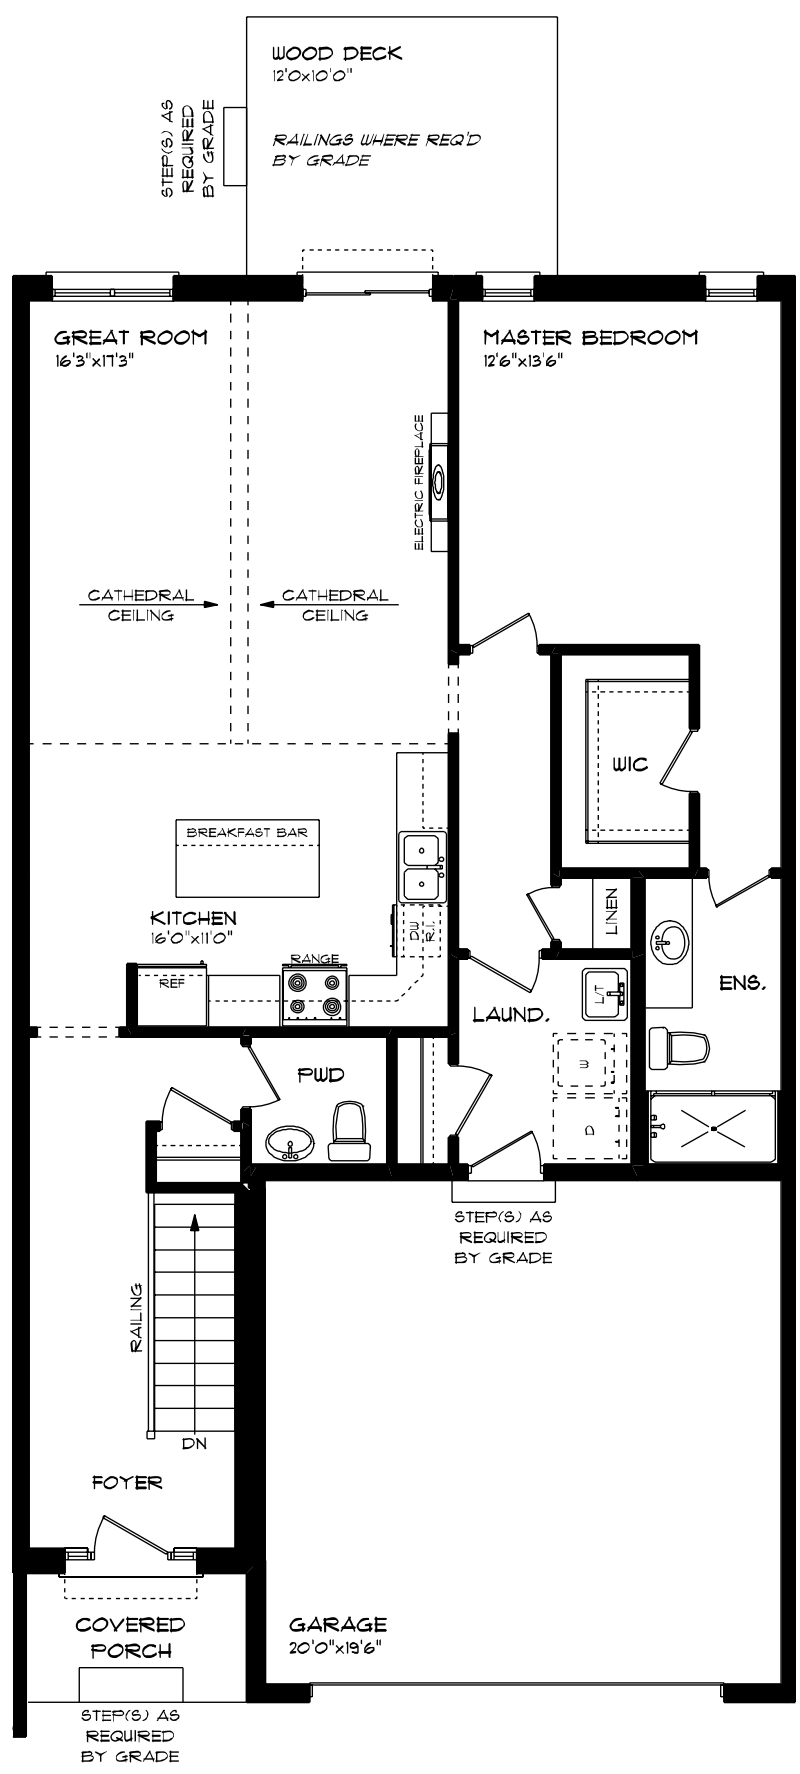 WOOD DECK
12'0x10'0"
STEP(S) AS
REQUIRED
BY GRADE
RAILINGS WHERE REQ'D
BY GRADE
GREAT ROOM
16'3"x17'3"
MASTER BEDROOM
12'6"x13'6"
ELECTRIC FIREPLACE
CATHEDRAL
CEILING
CATHEDRAL
CEILING
WIC
BREAKFAST BAR
KITCHEN
16'0"x11'0"
DW
R.I.
LINEN
RANGE
REF
ENS.
L/T
LAUND.
W
PWD
D
STEP(S) AS
REQUIRED
BY GRADE
RAILING
DN
FOYER
COVERED
PORCH
GARAGE
20'0"x19'6"
STEP(S) AS
REQUIRED
BY GRADE